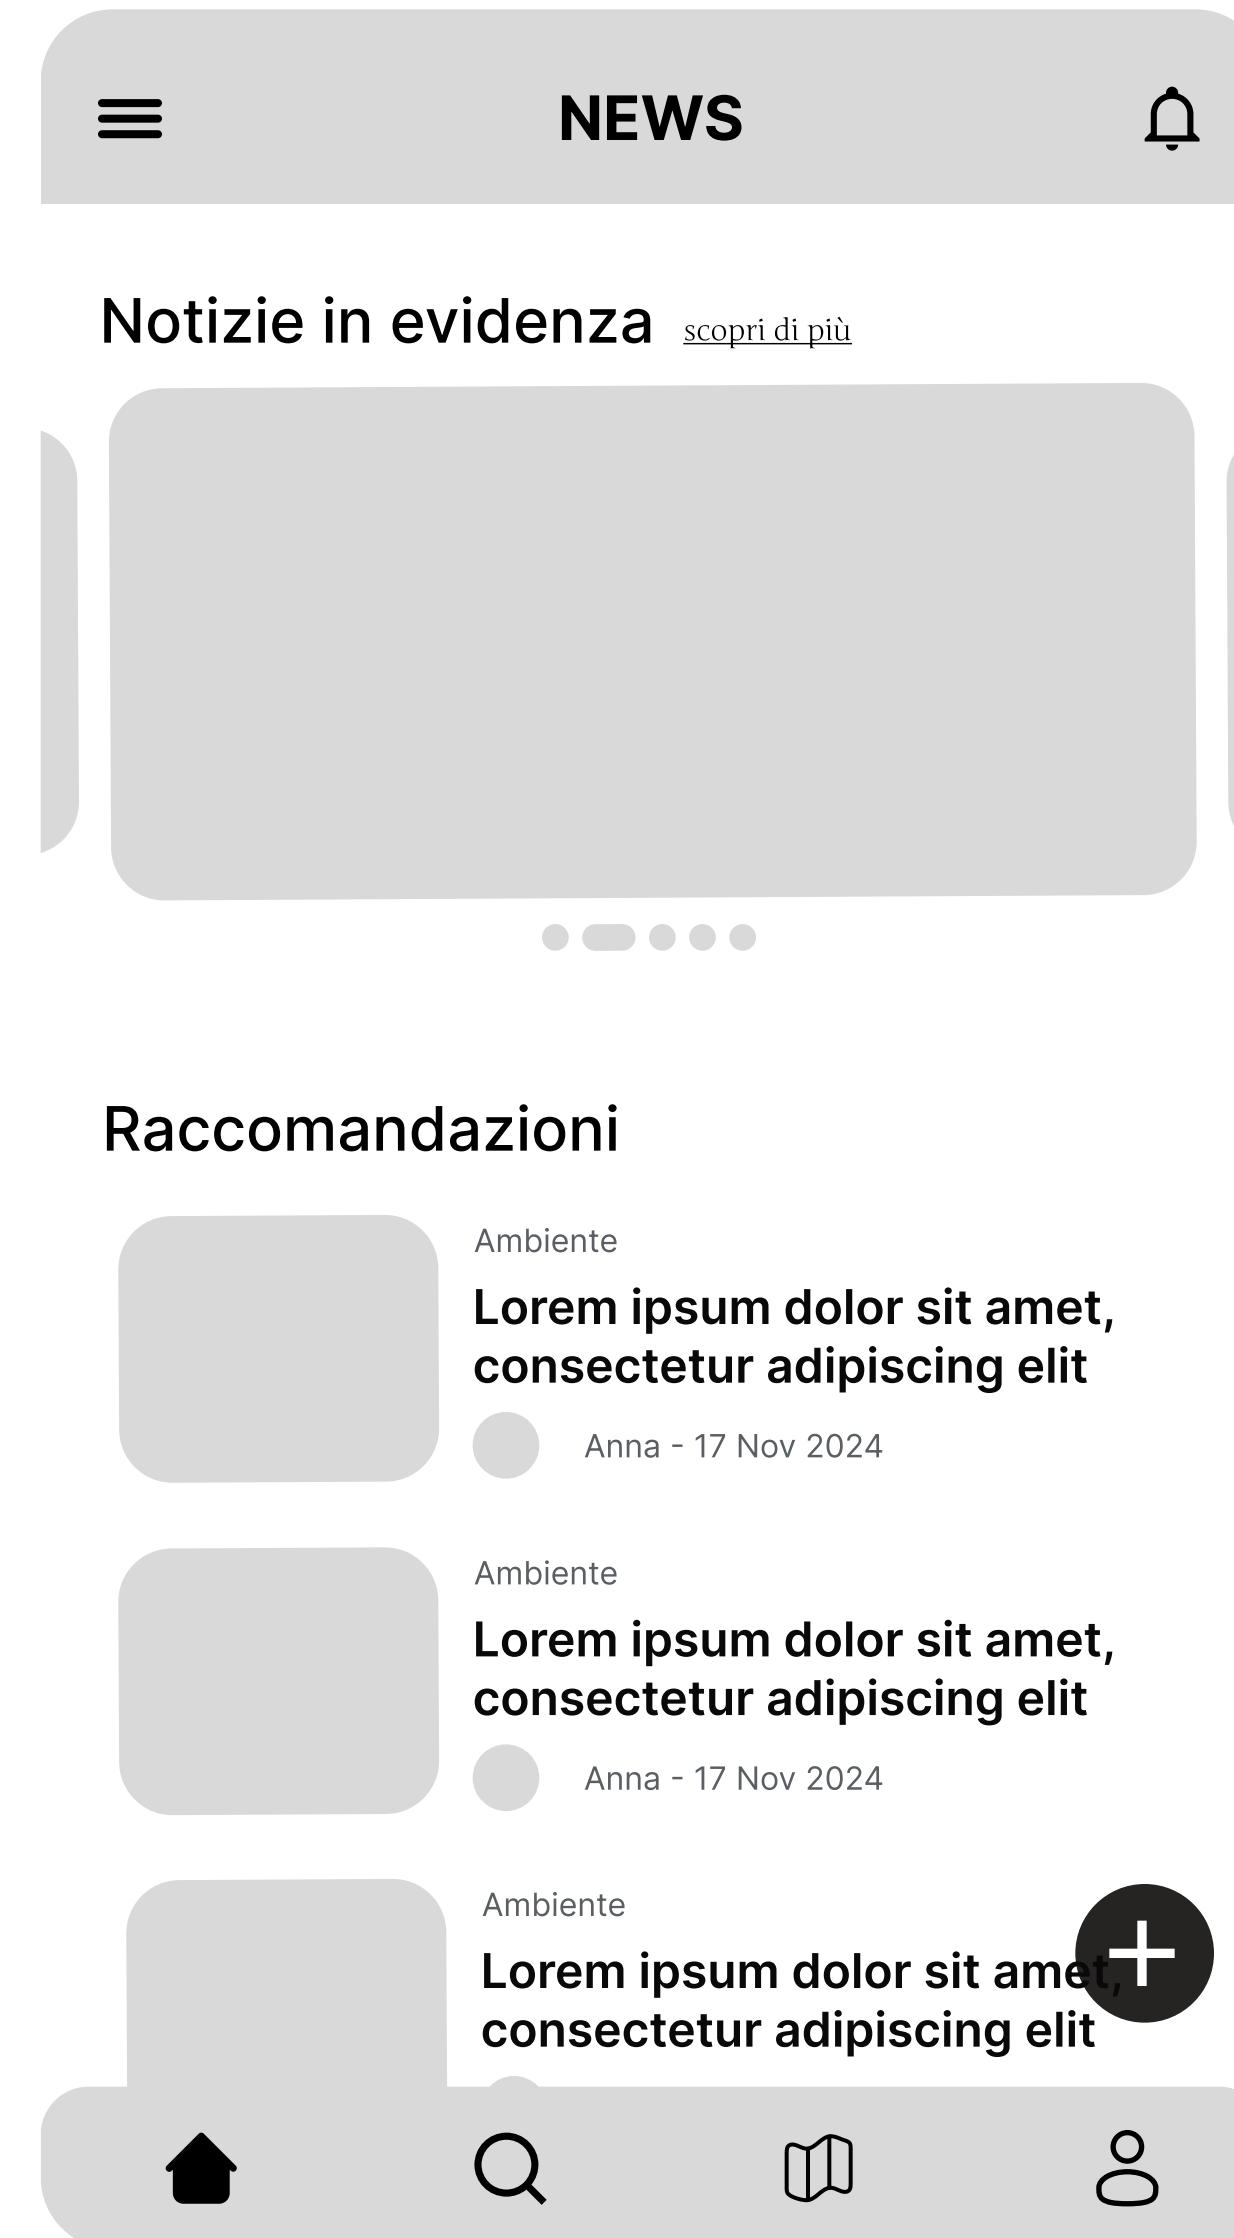 NEWS
Notizie in evidenza scopri di più
Raccomandazioni
Ambiente
Lorem ipsum dolor sit amet,
consectetur adipiscing elit
Anna - 17 Nov 2024
Ambiente
Lorem ipsum dolor sit amet,
consectetur adipiscing elit
Anna - 17 Nov 2024
Ambiente
Lorem ipsum dolor sit amet,
consectetur adipiscing elit